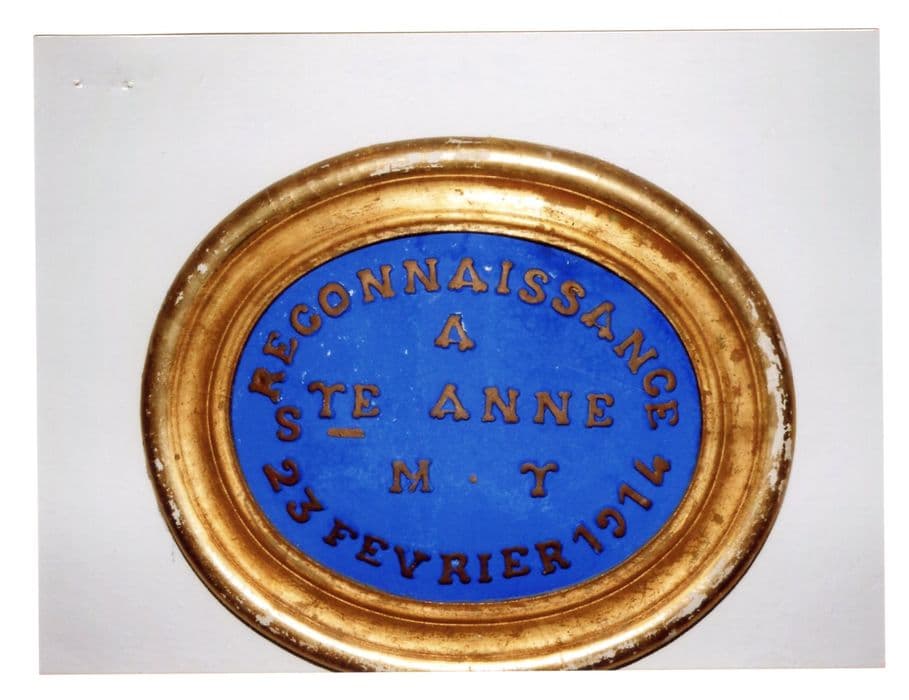 RECONNAISSANCE
A
STE ANNE
M · T
23 FEVRIER 1914